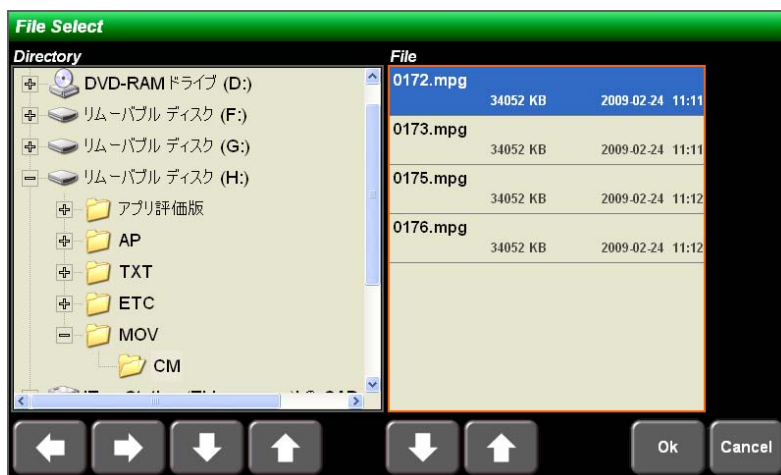 File Select
Directory
DVD-RAM ドライブ (D:)
リムーバブル ディスク (F:)
リムーバブル ディスク (G:)
リムーバブル ディスク (H:)
アプリ評価版
AP
TXT
ETC
MOV
CM
File
0172.mpg
34052 KB 2009-02-24 11:11
0173.mpg
34052 KB 2009-02-24 11:11
0175.mpg
34052 KB 2009-02-24 11:12
0176.mpg
34052 KB 2009-02-24 11:12
Ok Cancel